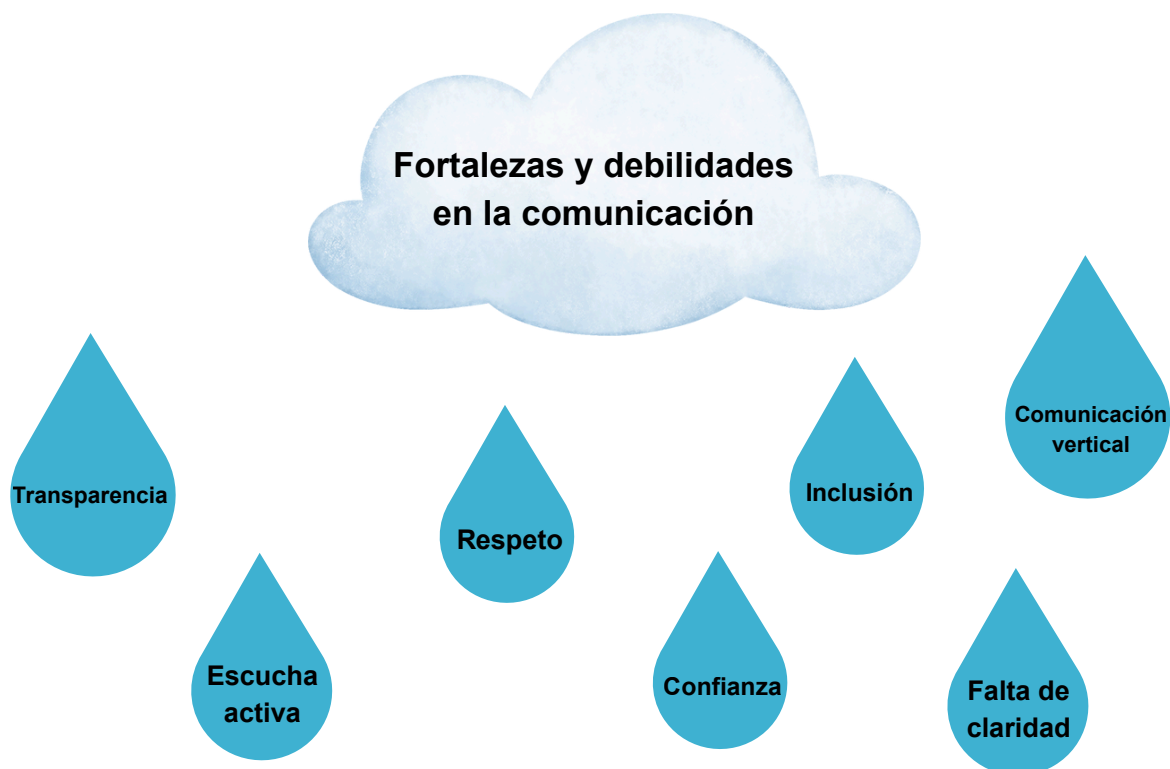 Fortalezas y debilidades
en la comunicación
Comunicación
vertical
Transparencia
Inclusión
Respeto
Escucha
activa
Confianza
Falta de
claridad